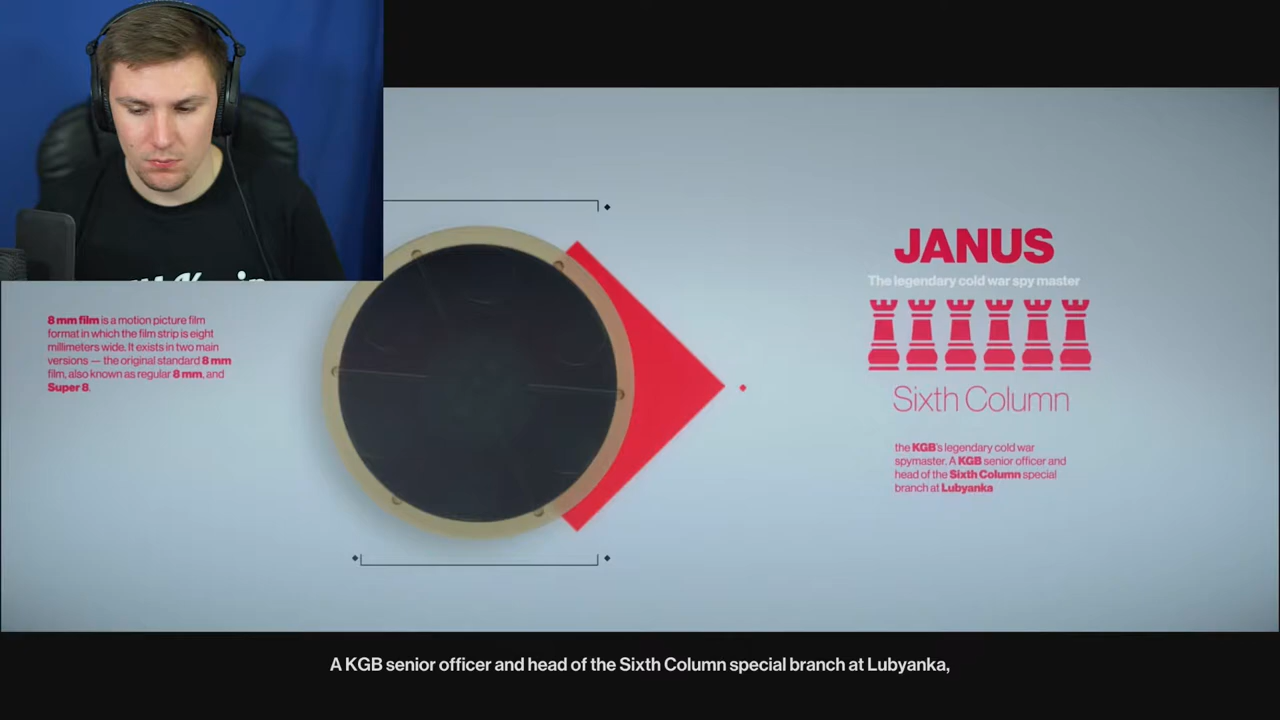 8 mm film is a motion picture film
format in which the film strip is eight
millimeters wide. It exists in two main
versions — the original standard 8 mm
film, also known as regular 8 mm, and
Super 8.
JANUS
The legendary cold war spy master
Sixth Column
the KGB's legendary cold war
spymaster. A KGB senior officer and
head of the Sixth Column special
branch at Lubyanka
A KGB senior officer and head of the Sixth Column special branch at Lubyanka,